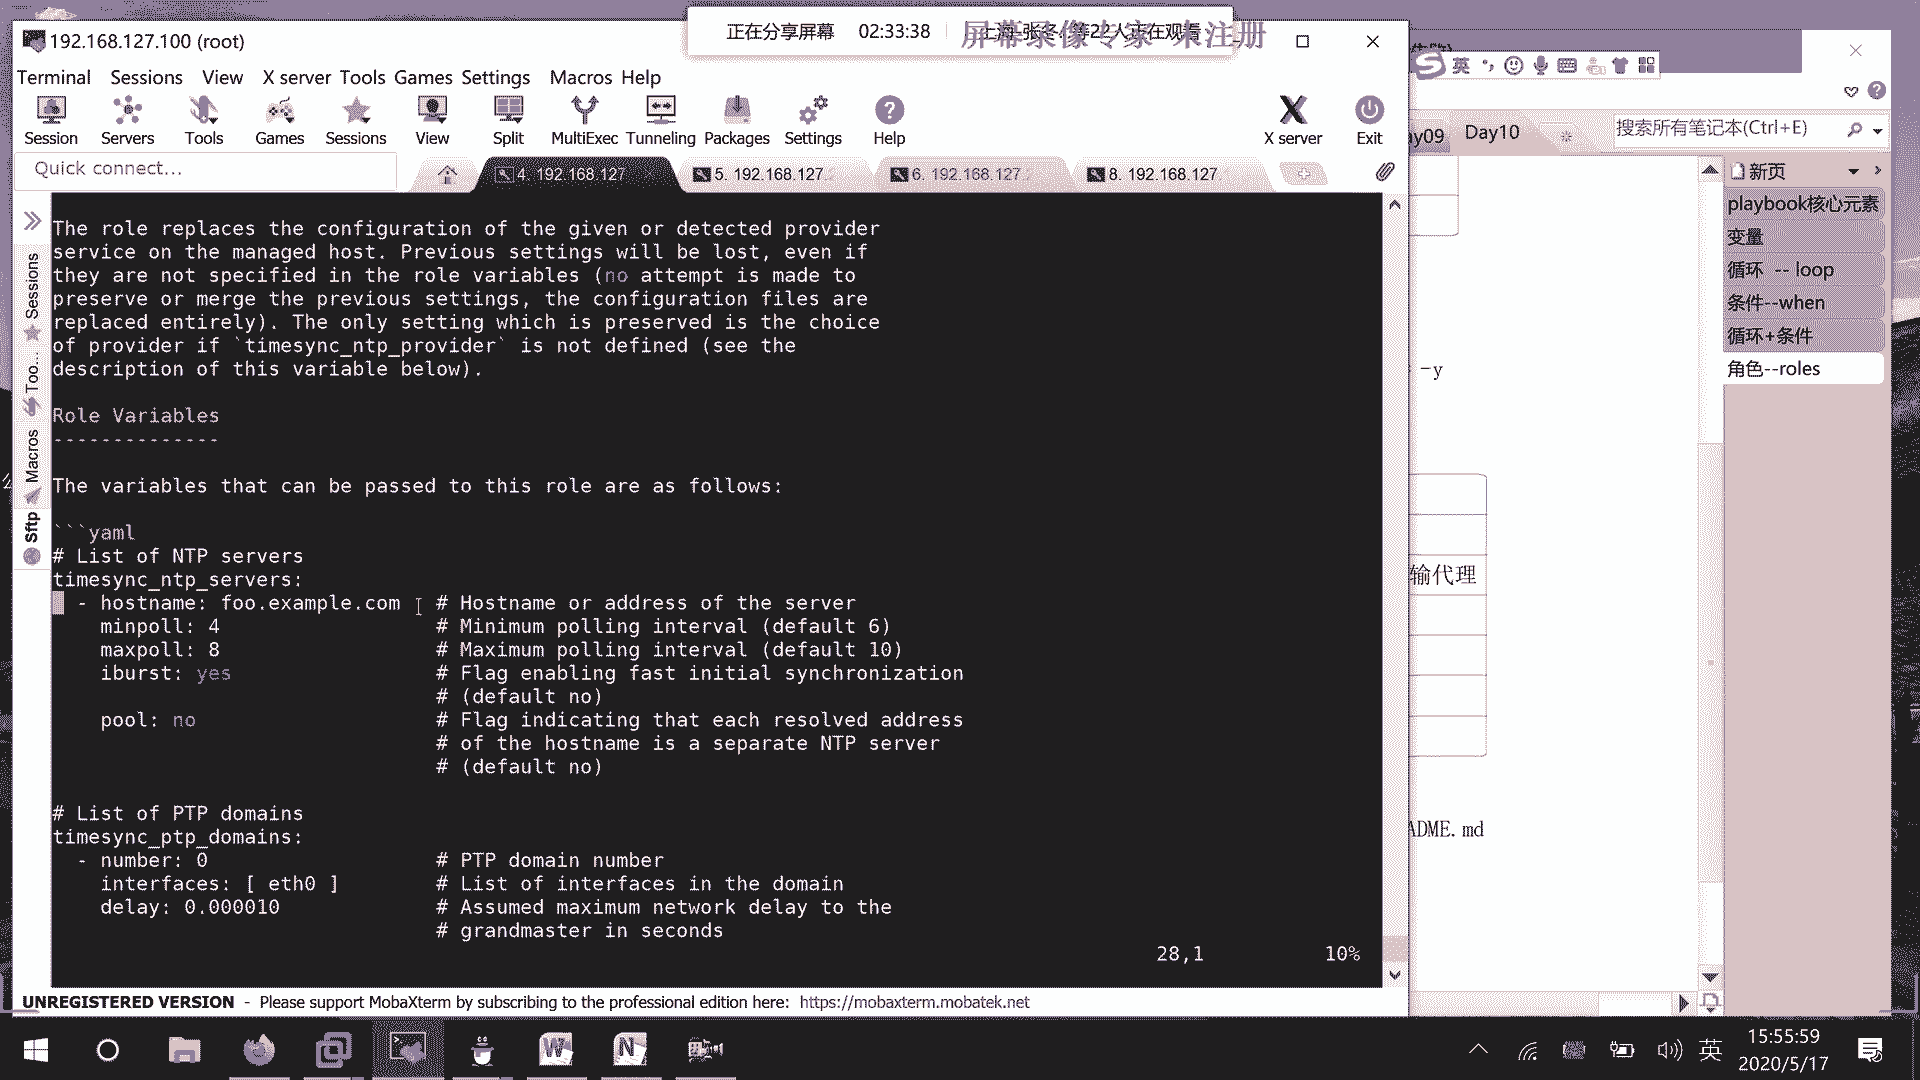 192.168.127.100 (root)
正在分享屏幕 02:33:38
屏幕录像专家 未注册
Terminal Sessions View X server Tools Games Settings Macros Help
Session Servers Tools Games Sessions View Split MultiExec Tunneling Packages Settings Help X server Exit
Quick connect...
4. 192.168.127
5. 192.168.127.
6. 192.168.127.
8. 192.168.127.
Sessions
Too...
Macros
Sftp
The role replaces the configuration of the given or detected provider
service on the managed host. Previous settings will be lost, even if
they are not specified in the role variables (no attempt is made to
preserve or merge the previous settings, the configuration files are
replaced entirely). The only setting which is preserved is the choice
of provider if `timesync_ntp_provider` is not defined (see the
description of this variable below).
Role Variables
--------------
The variables that can be passed to this role are as follows:
```yaml
# List of NTP servers
timesync_ntp_servers:
- hostname: foo.example.com # Hostname or address of the server
minpoll: 4 # Minimum polling interval (default 6)
maxpoll: 8 # Maximum polling interval (default 10)
iburst: yes # Flag enabling fast initial synchronization
# (default no)
pool: no # Flag indicating that each resolved address
# of the hostname is a separate NTP server
# (default no)
# List of PTP domains
timesync_ptp_domains:
- number: 0 # PTP domain number
interfaces: [ eth0 ] # List of interfaces in the domain
delay: 0.000010 # Assumed maximum network delay to the
# grandmaster in seconds
28,1 10%
UNREGISTERED VERSION - Please support MobaXterm by subscribing to the professional edition here: https://mobaxterm.mobatek.net
英
ay09 Day10
搜索所有笔记本(Ctrl+E)
新页
playbook核心元素
变量
循环 -- loop
条件--when
循环+条件
角色--roles
-y
输代理
ADME.md
英
15:55:59
2020/5/17